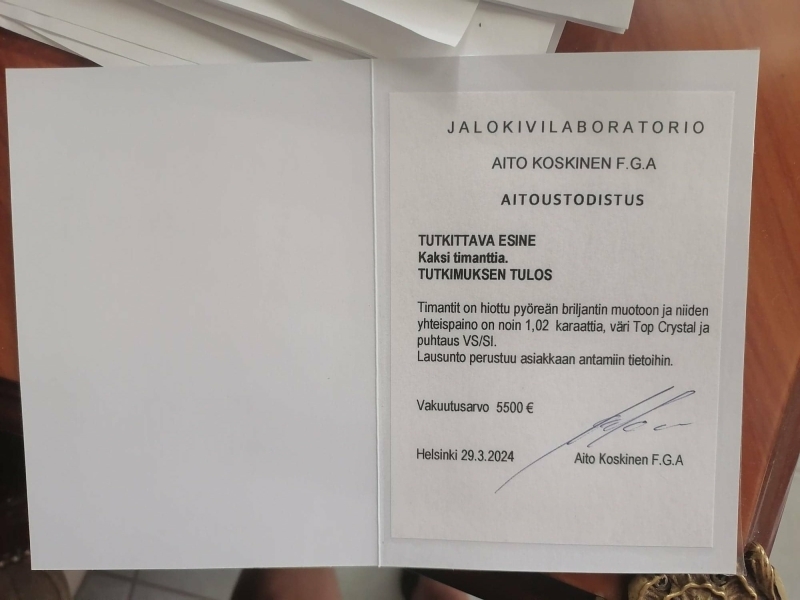 JALOKIVILABORATORIO
AITO KOSKINEN F.G.A
AITOUSTODISTUS
TUTKITTAVA ESINE
Kaksi timanttia.
TUTKIMUKSEN TULOS
Timantit on hiottu pyöreän briljantin muotoon ja niiden
yhteispaino on noin 1,02 karaattia, väri Top Crystal ja
puhtaus VS/SI.
Lausunto perustuu asiakkaan antamiin tietoihin.
Vakuutusarvo 5500 €
Helsinki 29.3.2024
Aito Koskinen F.G.A